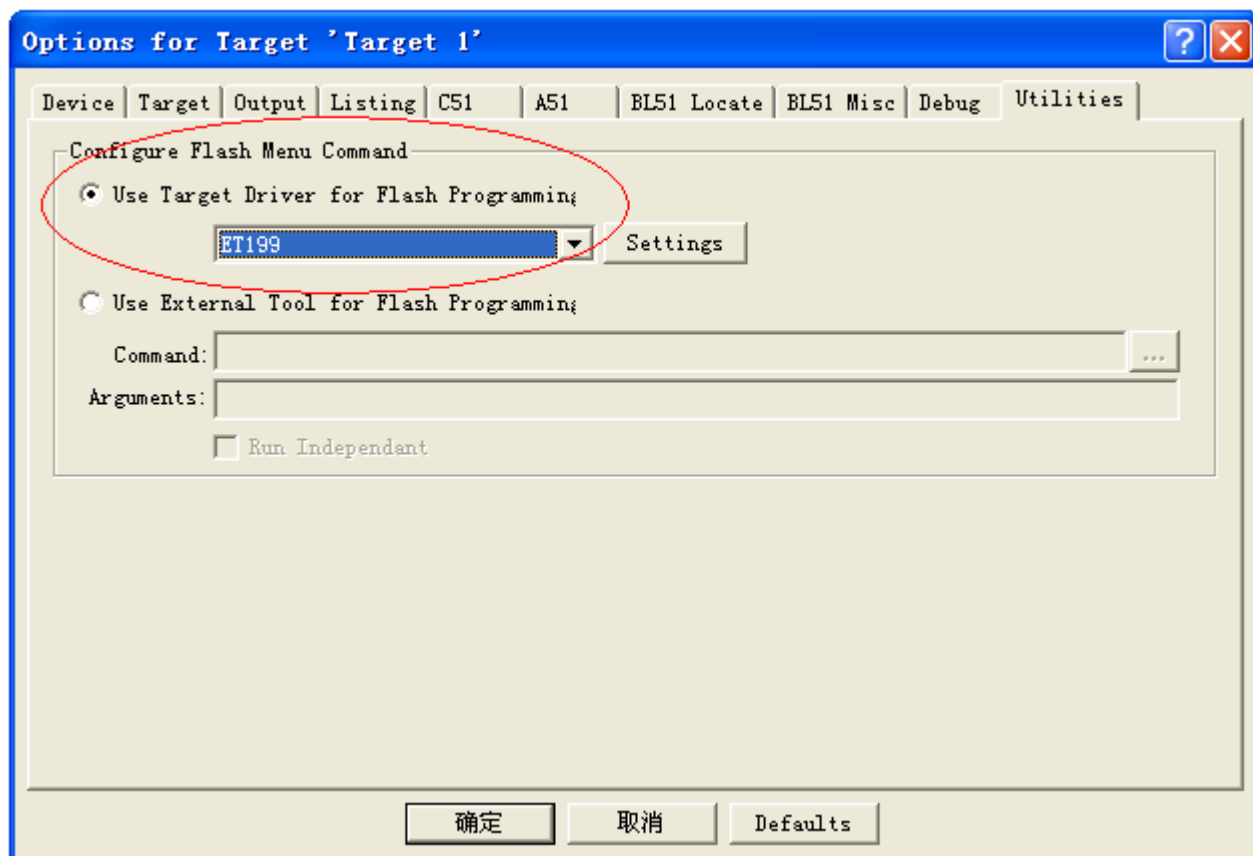 Options for Target 'Target 1'
Device Target Output Listing C51 A51 BL51 Locate BL51 Misc Debug Utilities
Configure Flash Menu Command
Use Target Driver for Flash Programming
ET199 Settings
Use External Tool for Flash Programming
Command: ...
Arguments:
Run Independant
确定 取消 Defaults